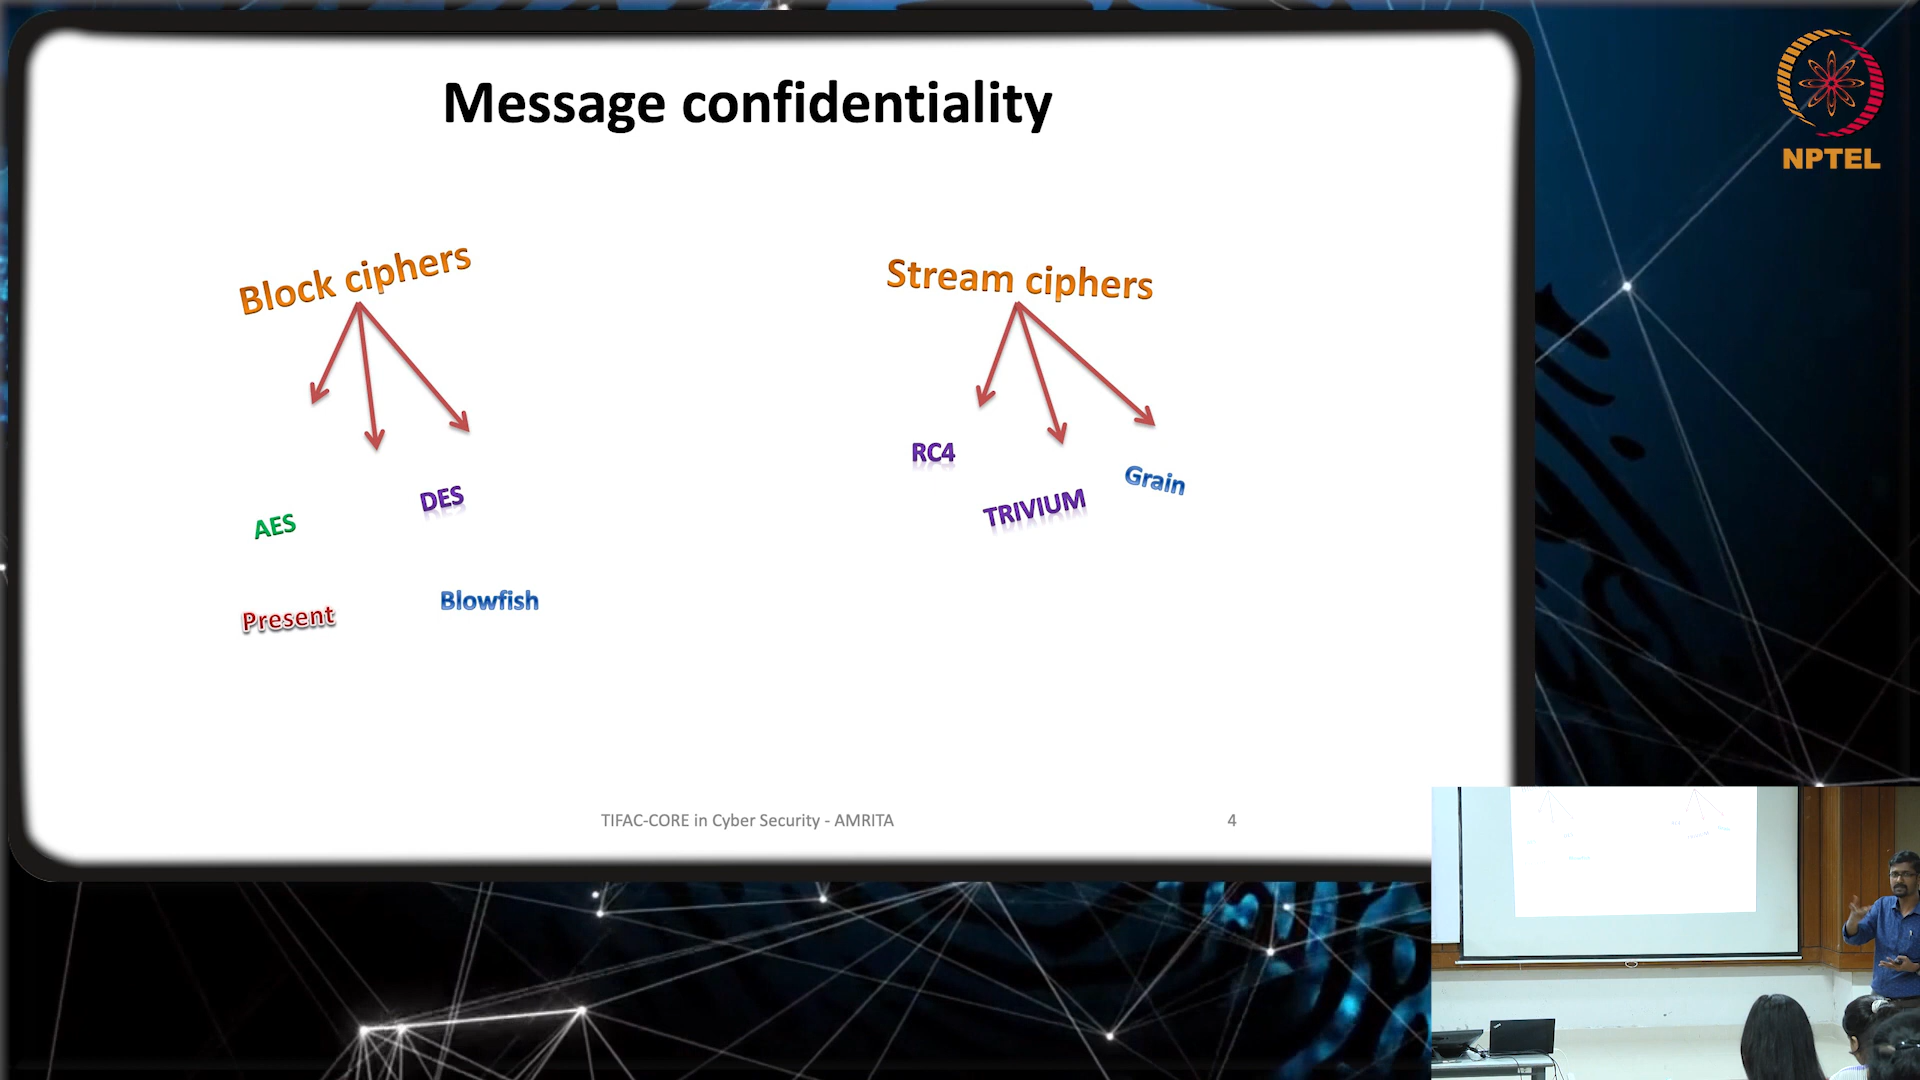 Message confidentiality
NPTEL
Block ciphers
Stream ciphers
RC4
Grain
TRIVIUM
DES
AES
Blowfish
Present
TIFAC-CORE in Cyber Security - AMRITA
4